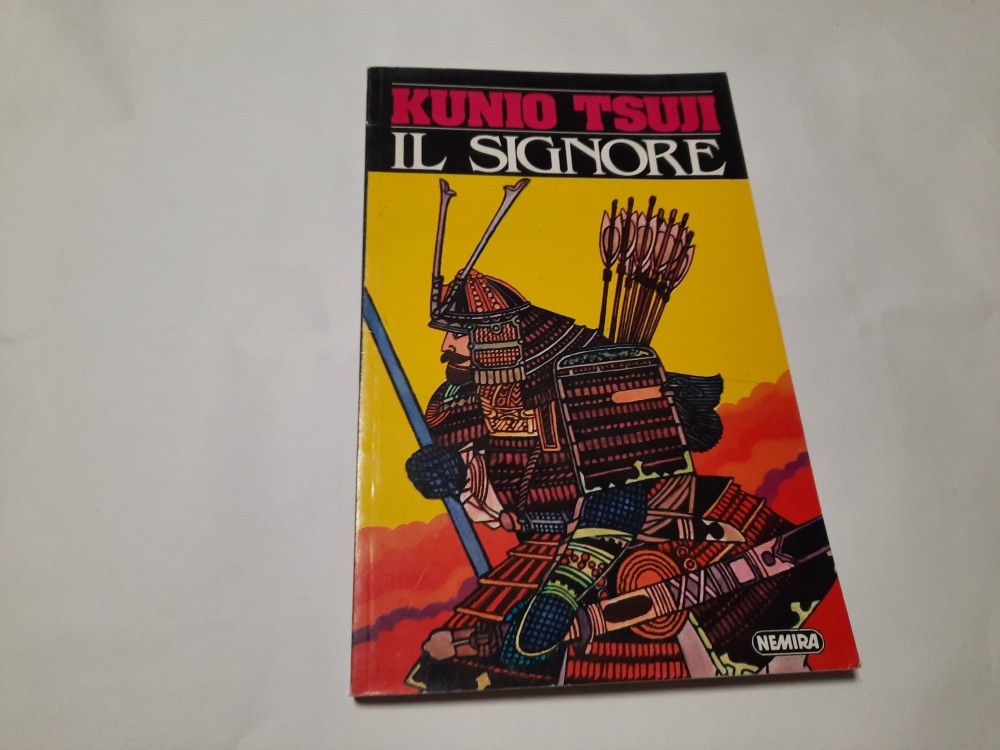 KUNIO TSUJI
IL SIGNORE
NEMIRA